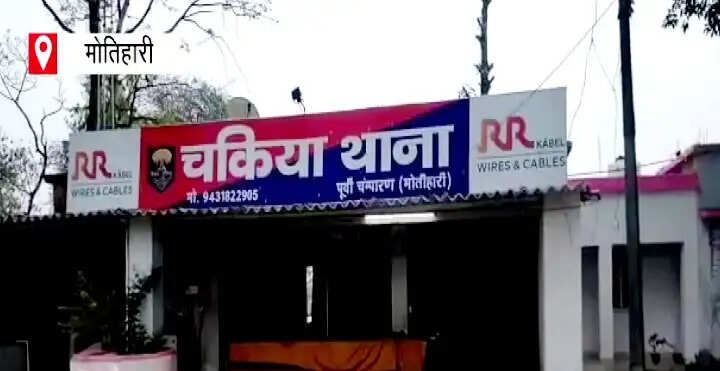 मोतिहारी
RR KABEL
WIRES & CABLES
चकिया थाना
मो. 9431822905
पूर्वी चम्पारण (मोतिहारी)
RR KABEL
WIRES & CABLES